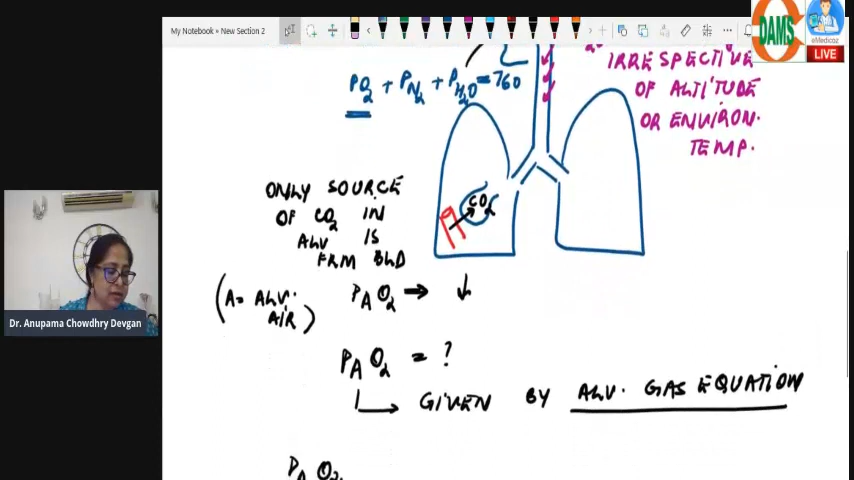 My Notebook » New Section 2
DAMS
eMedicoz
LIVE
IRRESPECTIVE
OF ALTITUDE
OR ENVIRON.
TEMP.
PO2 + PN2 + PH2O = 760
ONLY SOURCE
OF CO2 IN
ALV IS
FRM BLD
CO2
(A = ALV.
AIR)
PAO2 → ↓
PAO2 = ?
GIVEN BY ALV. GAS EQUATION
PAO2
Dr. Anupama Chowdhry Devgan